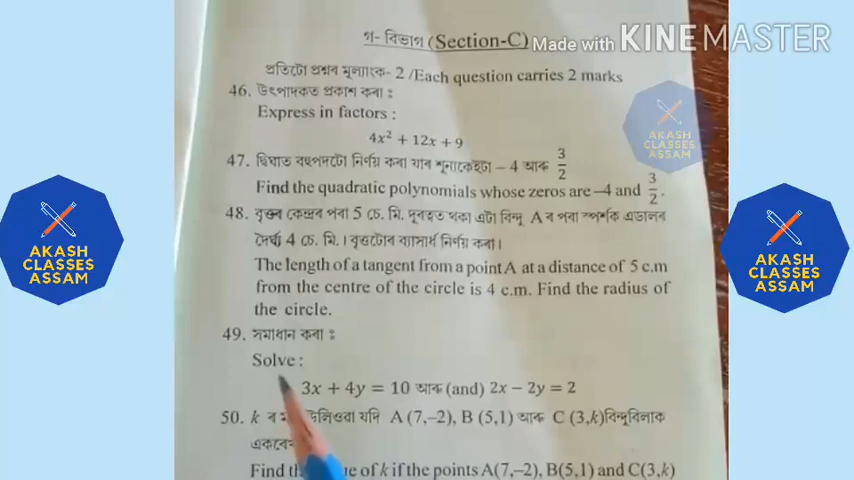 গ- বিভাগ (Section-C)
Made with KINEMASTER
প্ৰতিটো প্ৰশ্নৰ মূল্যাংক- 2 /Each question carries 2 marks
46. উৎপাদকত প্ৰকাশ কৰা :
Express in factors :
4x² + 12x + 9
47. দ্বিঘাত বহুপদটো নিৰ্ণয় কৰা যাৰ শূন্যকেইটা – 4 আৰু 3/2
Find the quadratic polynomials whose zeros are –4 and 3/2.
48. বৃত্তৰ কেন্দ্ৰৰ পৰা 5 চে. মি. দূৰত্বত থকা এটা বিন্দু A ৰ পৰা স্পৰ্শক এডালৰ
দৈৰ্ঘ্য 4 চে. মি. । বৃত্তটোৰ ব্যাসাৰ্ধ নিৰ্ণয় কৰা।
The length of a tangent from a point A at a distance of 5 c.m
from the centre of the circle is 4 c.m. Find the radius of
the circle.
49. সমাধান কৰা :
Solve :
3x + 4y = 10 আৰু (and) 2x – 2y = 2
50. k ৰ যদি A (7,–2), B (5,1) আৰু C (3,k)বিন্দুবিলাক
Find of k if the points A(7,–2), B(5,1) and C(3,k)
AKASH
CLASSES
ASSAM
AKASH
CLASSES
ASSAM
AKASH
CLASSES
ASSAM